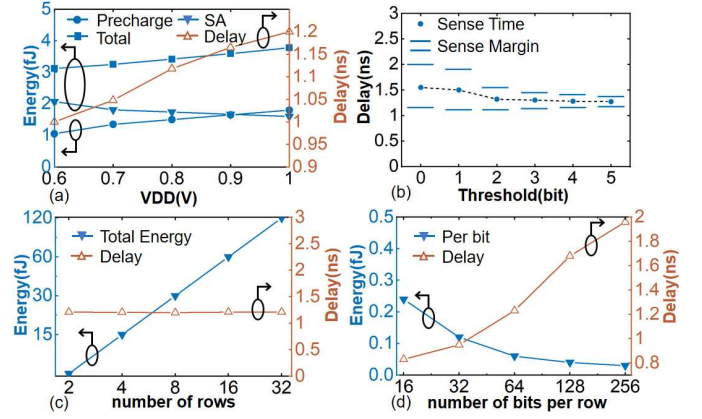 Precharge SA
Total Delay
Energy(fJ)
5
4
3
2
1
0
0.6 0.7 0.8 0.9 1
VDD(V)
(a)
1.2
1.15
1.1
1.05
1
0.95
0.9
Delay(ns)
Sense Time
Sense Margin
Delay(ns)
3
2.5
2
1.5
1
0.5
0
0 1 2 3 4 5
Threshold(bit)
(b)
Total Energy
Delay
Energy(fJ)
120
60
30
15
2 4 8 16 32
number of rows
(c)
3
2.5
2
1.5
1
0.5
0
Delay(ns)
Per bit
Delay
Energy(fJ)
0.5
0.4
0.3
0.2
0.1
0.0
16 32 64 128 256
number of bits per row
(d)
2
1.8
1.6
1.4
1.2
1
0.8
Delay(ns)